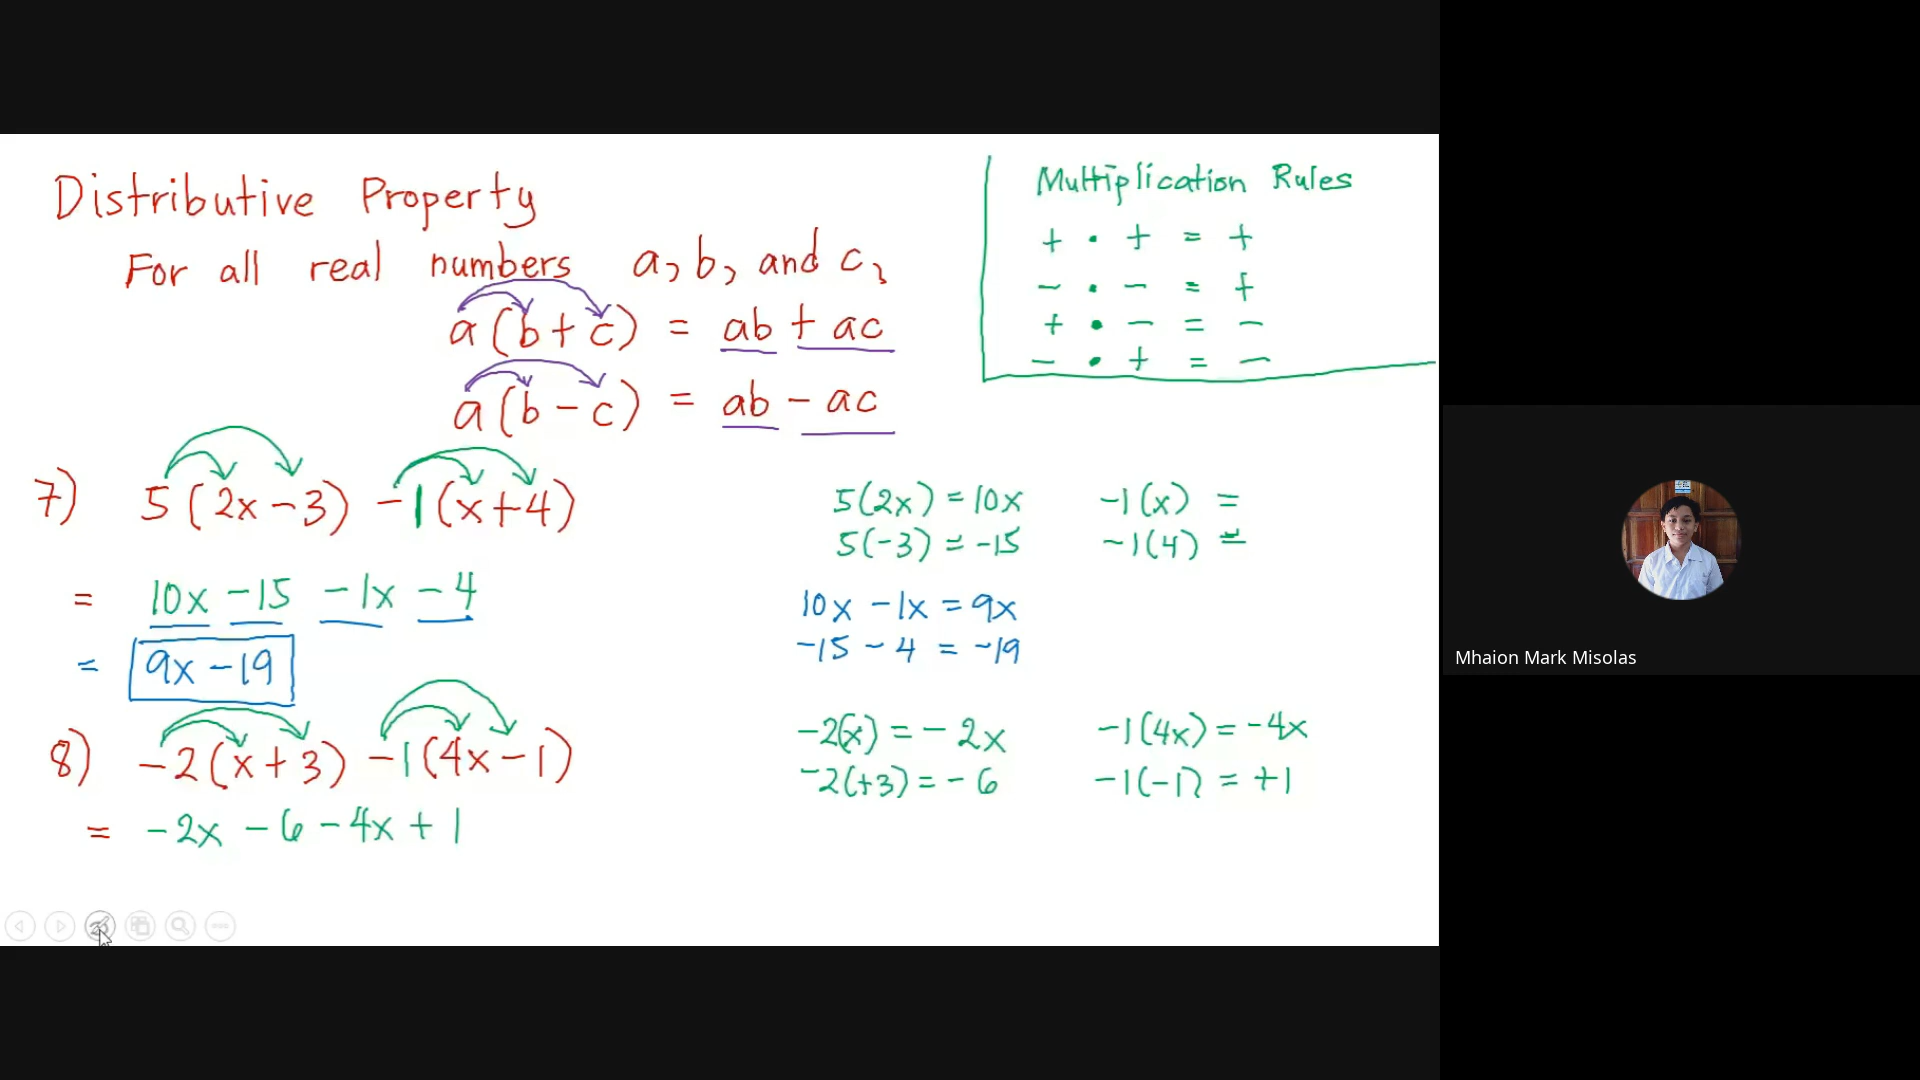 Distributive Property
For all real numbers a, b, and c,
a(b+c) = ab + ac
a(b-c) = ab - ac
Multiplication Rules
+ • + = +
- • - = +
+ • - = -
- • + = -
7) 5(2x-3) -1(x+4)
= 10x -15 -1x -4
= 9x -19
5(2x) = 10x
5(-3) = -15
-1(x) =
-1(4) =
10x -1x = 9x
-15 - 4 = -19
8) -2(x+3) -1(4x-1)
= -2x - 6 - 4x + 1
-2(x) = - 2x
-2(+3) = - 6
-1(4x) = -4x
-1(-1) = +1
Mhaion Mark Misolas